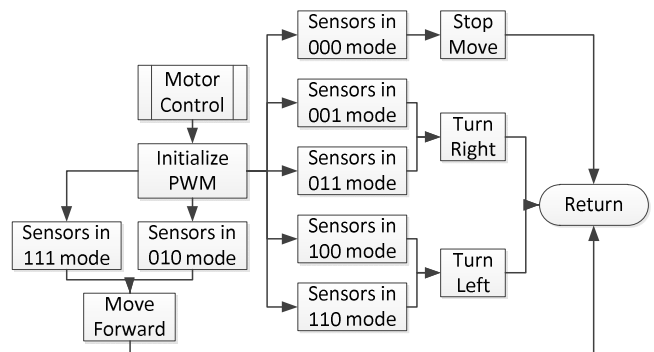 Sensors in
000 mode
Stop
Move
Motor
Control
Sensors in
001 mode
Turn
Right
Initialize
PWM
Sensors in
011 mode
Return
Sensors in
111 mode
Sensors in
010 mode
Sensors in
100 mode
Turn
Left
Move
Forward
Sensors in
110 mode